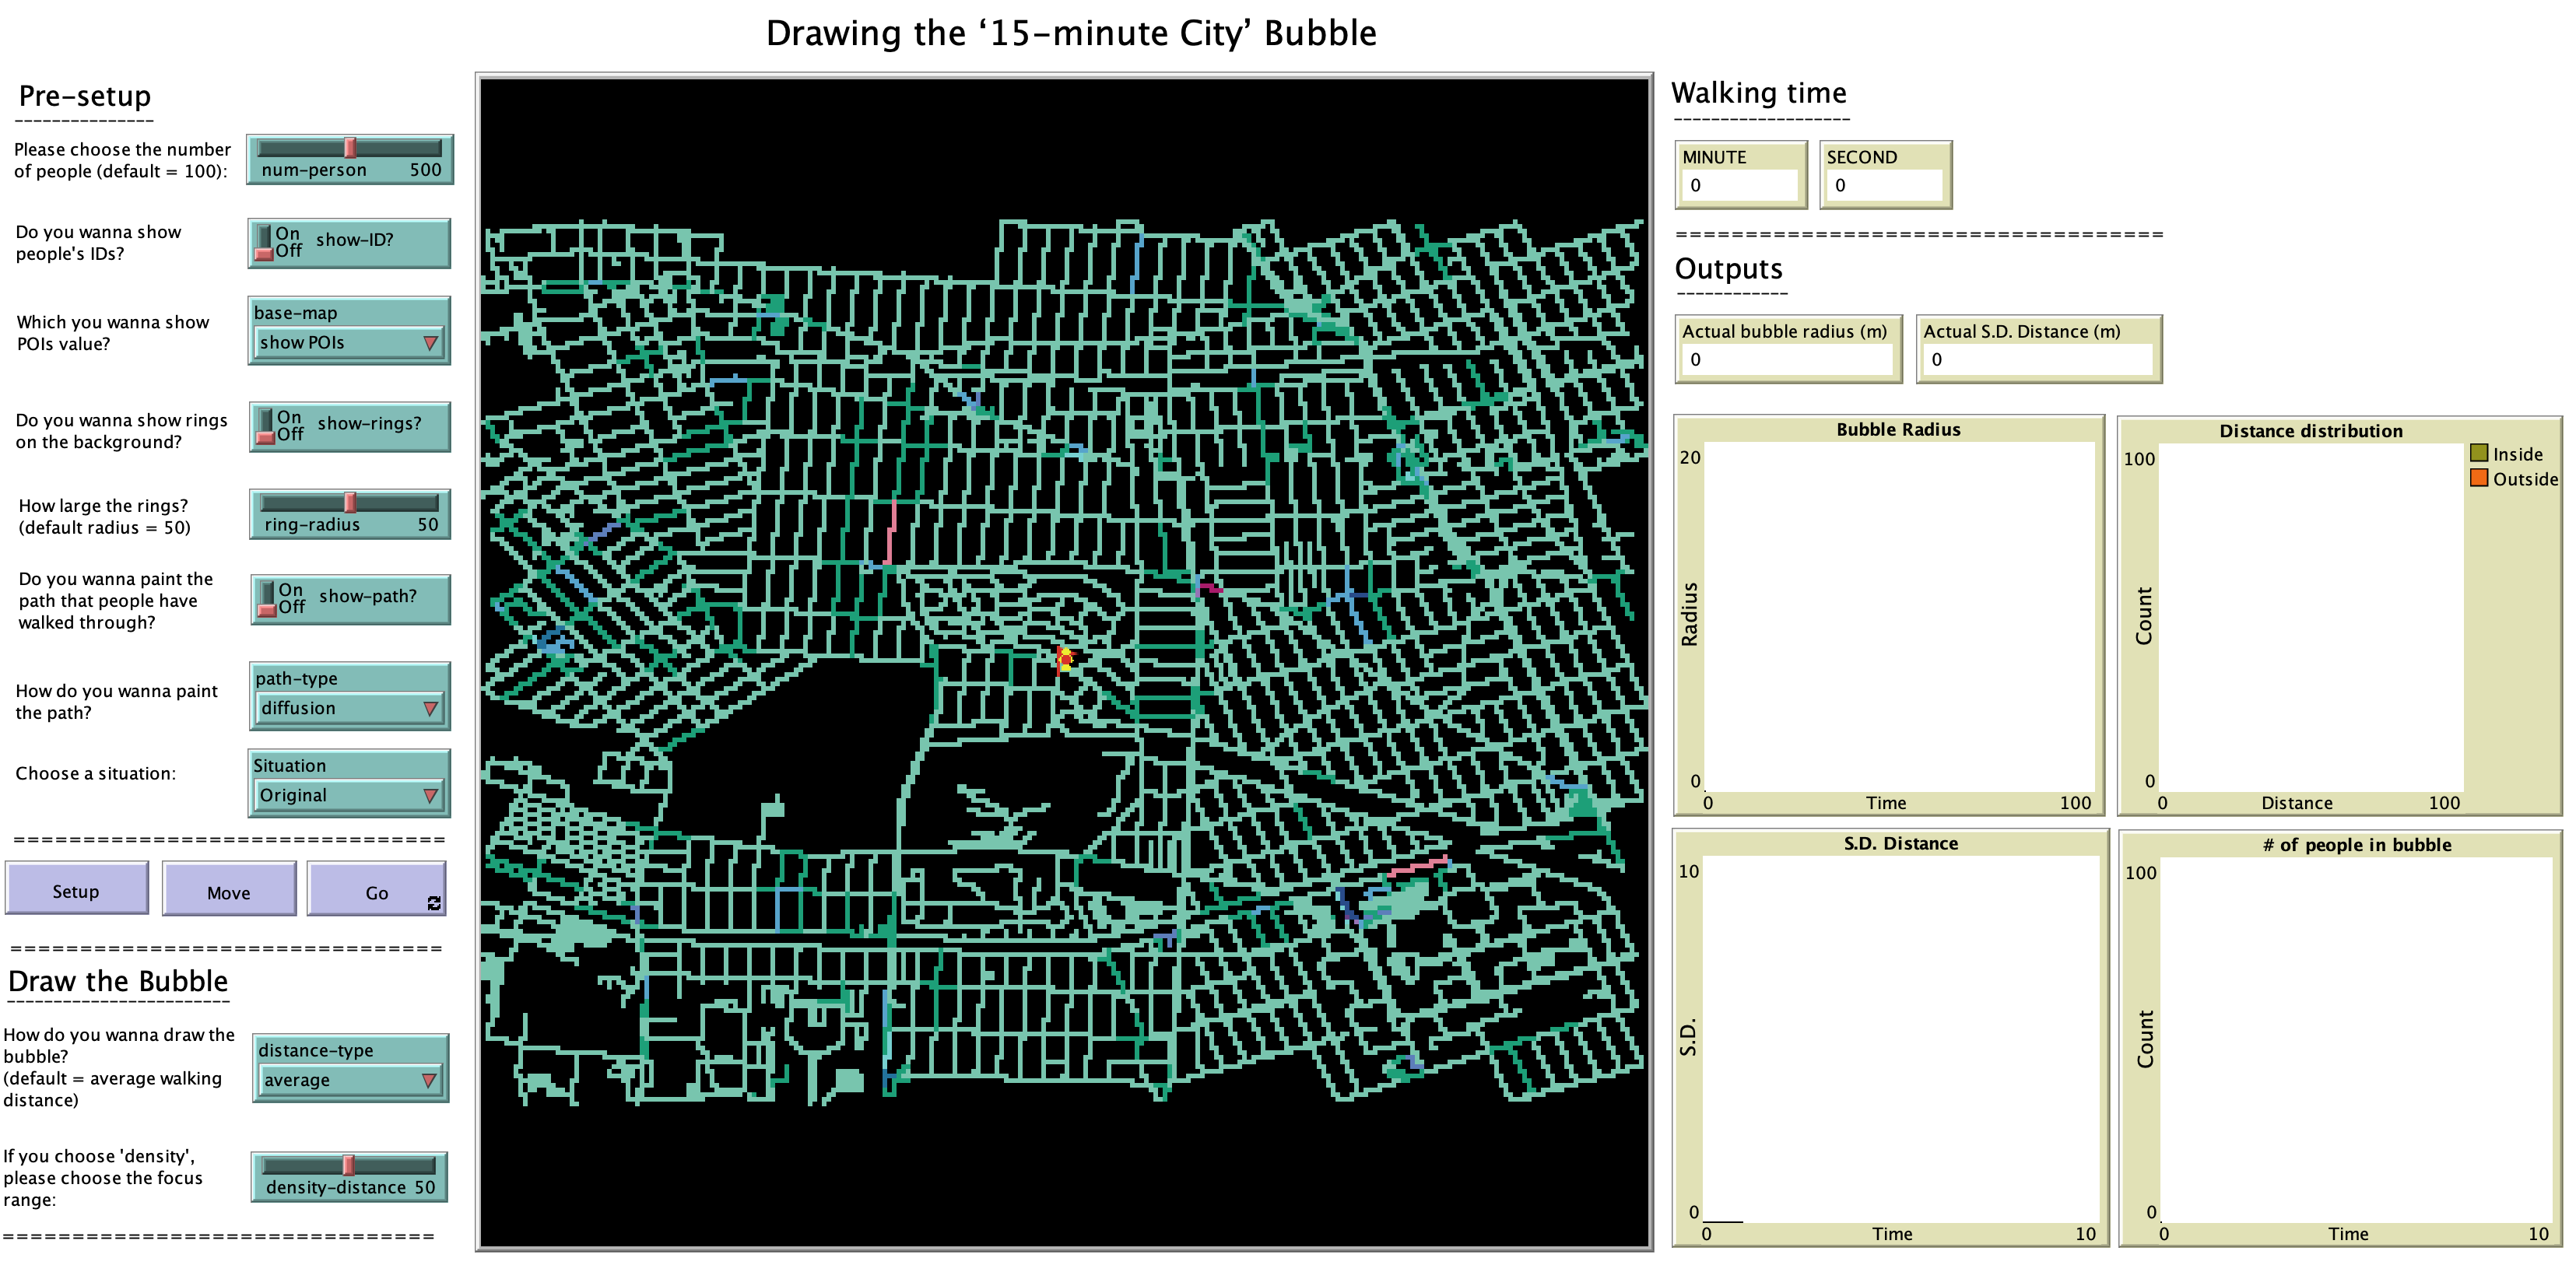 Drawing the ‘15-minute City’ Bubble
Pre-setup
---------------
Please choose the number
of people (default = 100):
num-person 500
Do you wanna show
people's IDs?
On
Off
show-ID?
Which you wanna show
POIs value?
base-map
show POIs
Do you wanna show rings
on the background?
On
Off
show-rings?
How large the rings?
(default radius = 50)
ring-radius 50
Do you wanna paint the
path that people have
walked through?
On
Off
show-path?
How do you wanna paint
the path?
path-type
diffusion
Choose a situation:
Situation
Original
===============================
Setup
Move
Go
===============================
Draw the Bubble
------------------------
How do you wanna draw the
bubble?
(default = average walking
distance)
distance-type
average
If you choose 'density',
please choose the focus
range:
density-distance 50
===============================
Walking time
-------------------
MINUTE
0
SECOND
0
===================================
Outputs
------------
Actual bubble radius (m)
0
Actual S.D. Distance (m)
0
Bubble Radius
20
Radius
0
0 Time 100
Distance distribution
100
Count
0
0 Distance 100
Inside
Outside
S.D. Distance
10
S.D.
0
0 Time 10
# of people in bubble
100
Count
0
0 Time 10